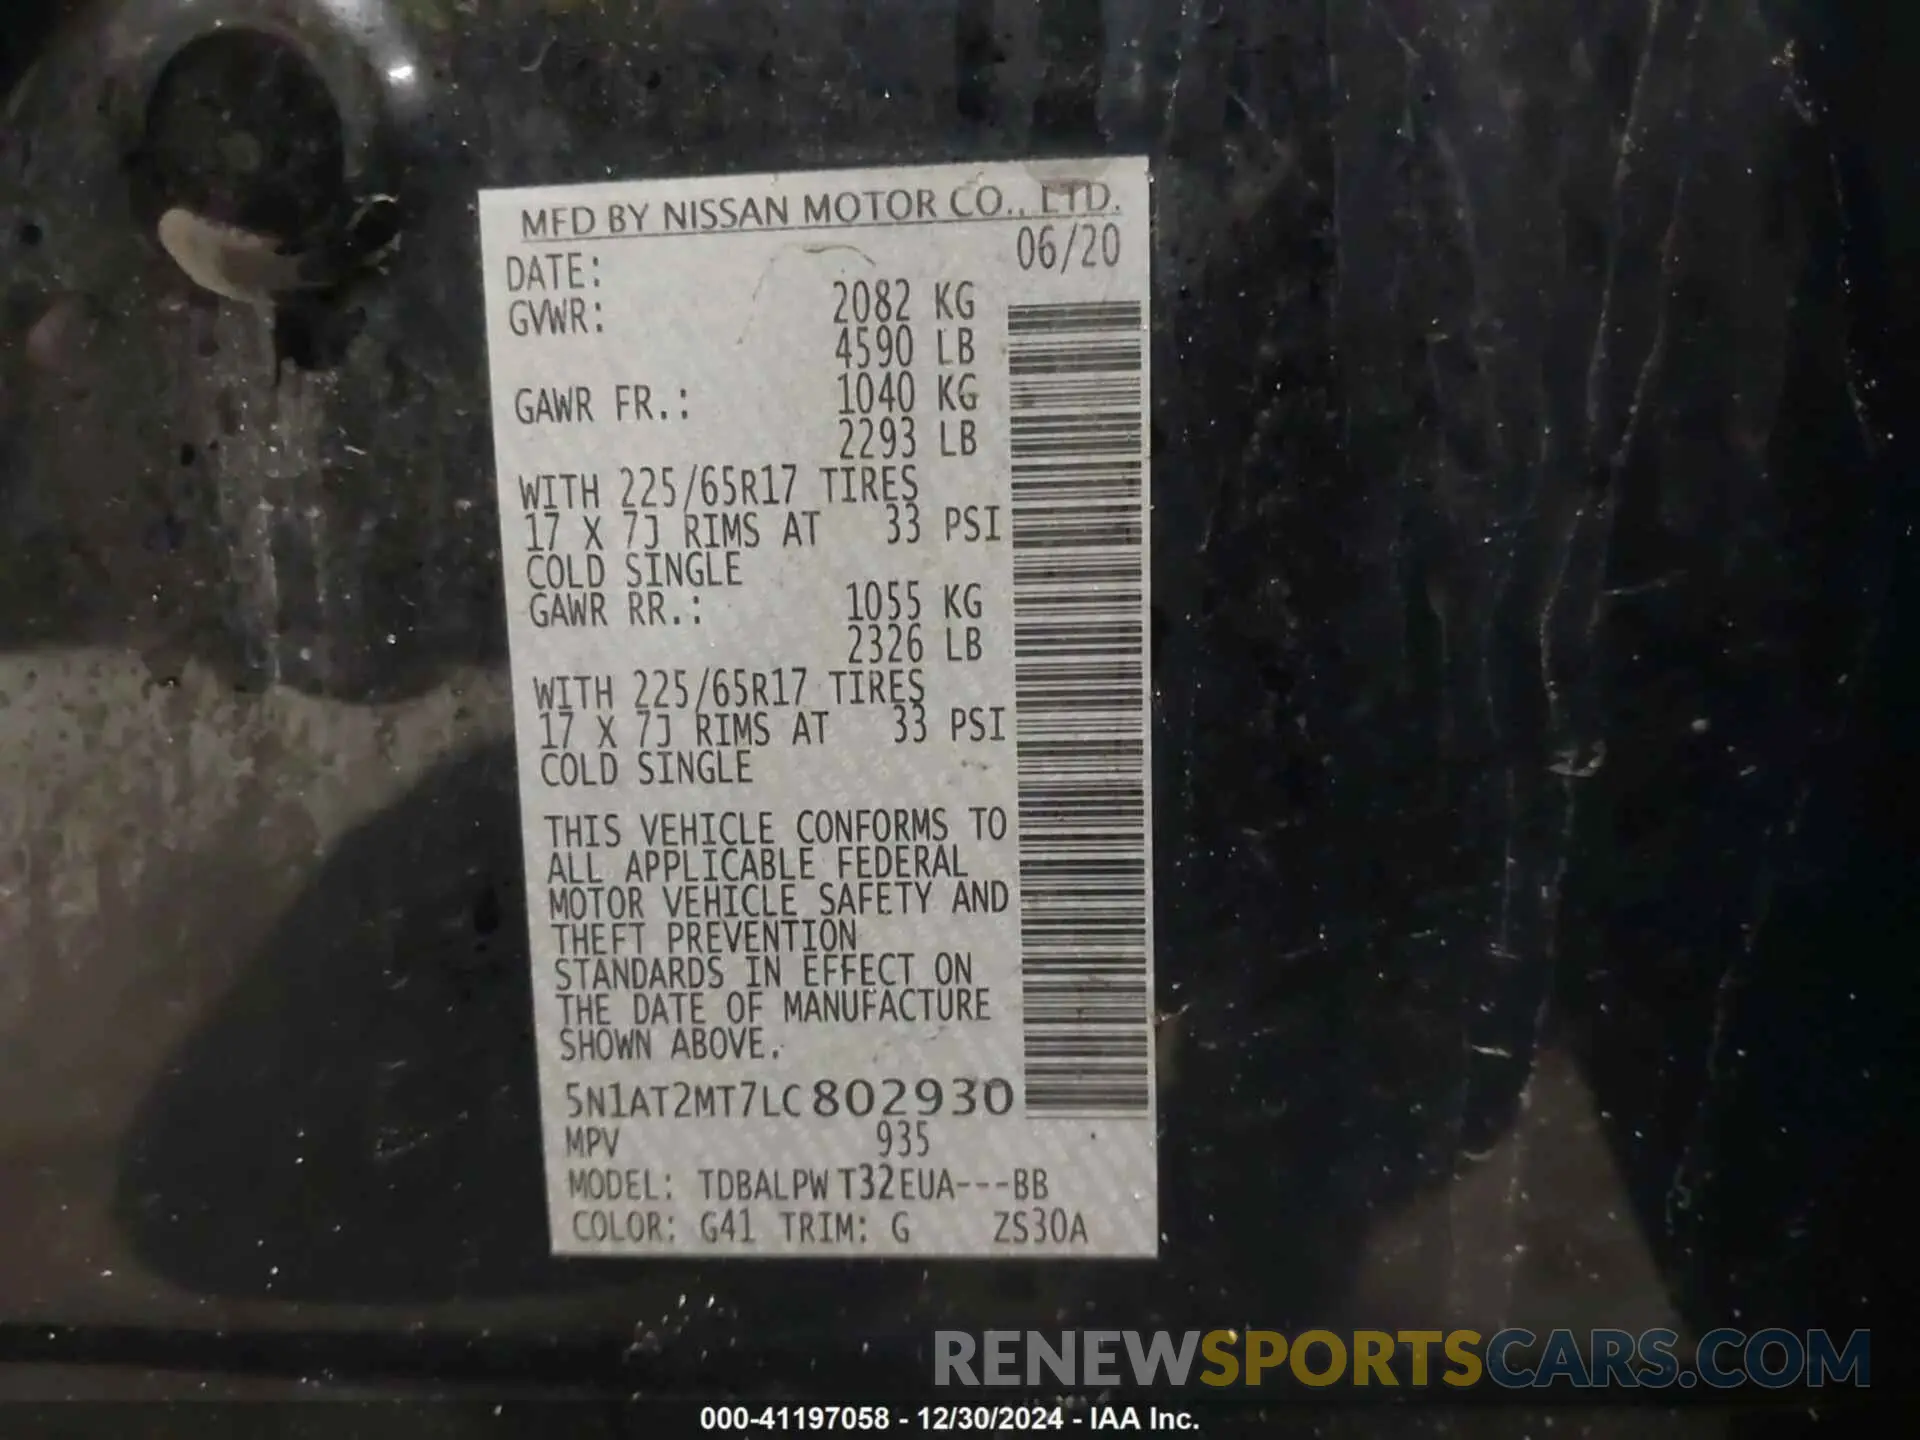 MFD BY NISSAN MOTOR CO., LTD.
DATE: 06/20
GVWR: 2082 KG
4590 LB
GAWR FR.: 1040 KG
2293 LB
WITH 225/65R17 TIRES
17 X 7J RIMS AT 33 PSI
COLD SINGLE
GAWR RR.: 1055 KG
2326 LB
WITH 225/65R17 TIRES
17 X 7J RIMS AT 33 PSI
COLD SINGLE
THIS VEHICLE CONFORMS TO
ALL APPLICABLE FEDERAL
MOTOR VEHICLE SAFETY AND
THEFT PREVENTION
STANDARDS IN EFFECT ON
THE DATE OF MANUFACTURE
SHOWN ABOVE.
5N1AT2MT7LC802930
MPV 935
MODEL: TDBALPW T32EUA---BB
COLOR: G41 TRIM: G ZS30A
RENEWSPORTSCARS.COM
000-41197058 - 12/30/2024 - IAA Inc.